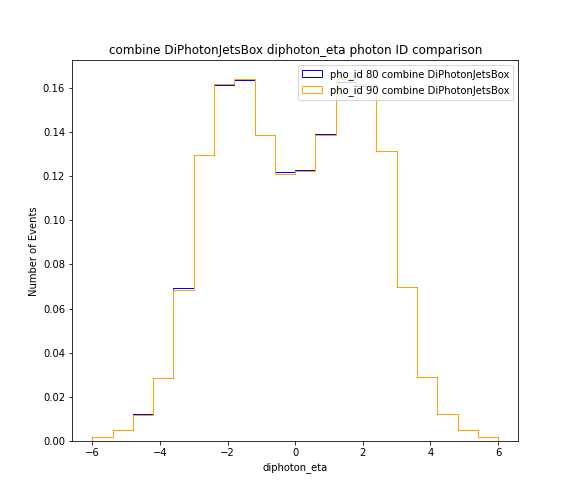 combine DiPhotonJetsBox diphoton_eta photon ID comparison
pho_id 80 combine DiPhotonJetsBox
pho_id 90 combine DiPhotonJetsBox
Number of Events
0.16
0.14
0.12
0.10
0.08
0.06
0.04
0.02
0.00
−6 −4 −2 0 2 4 6
diphoton_eta